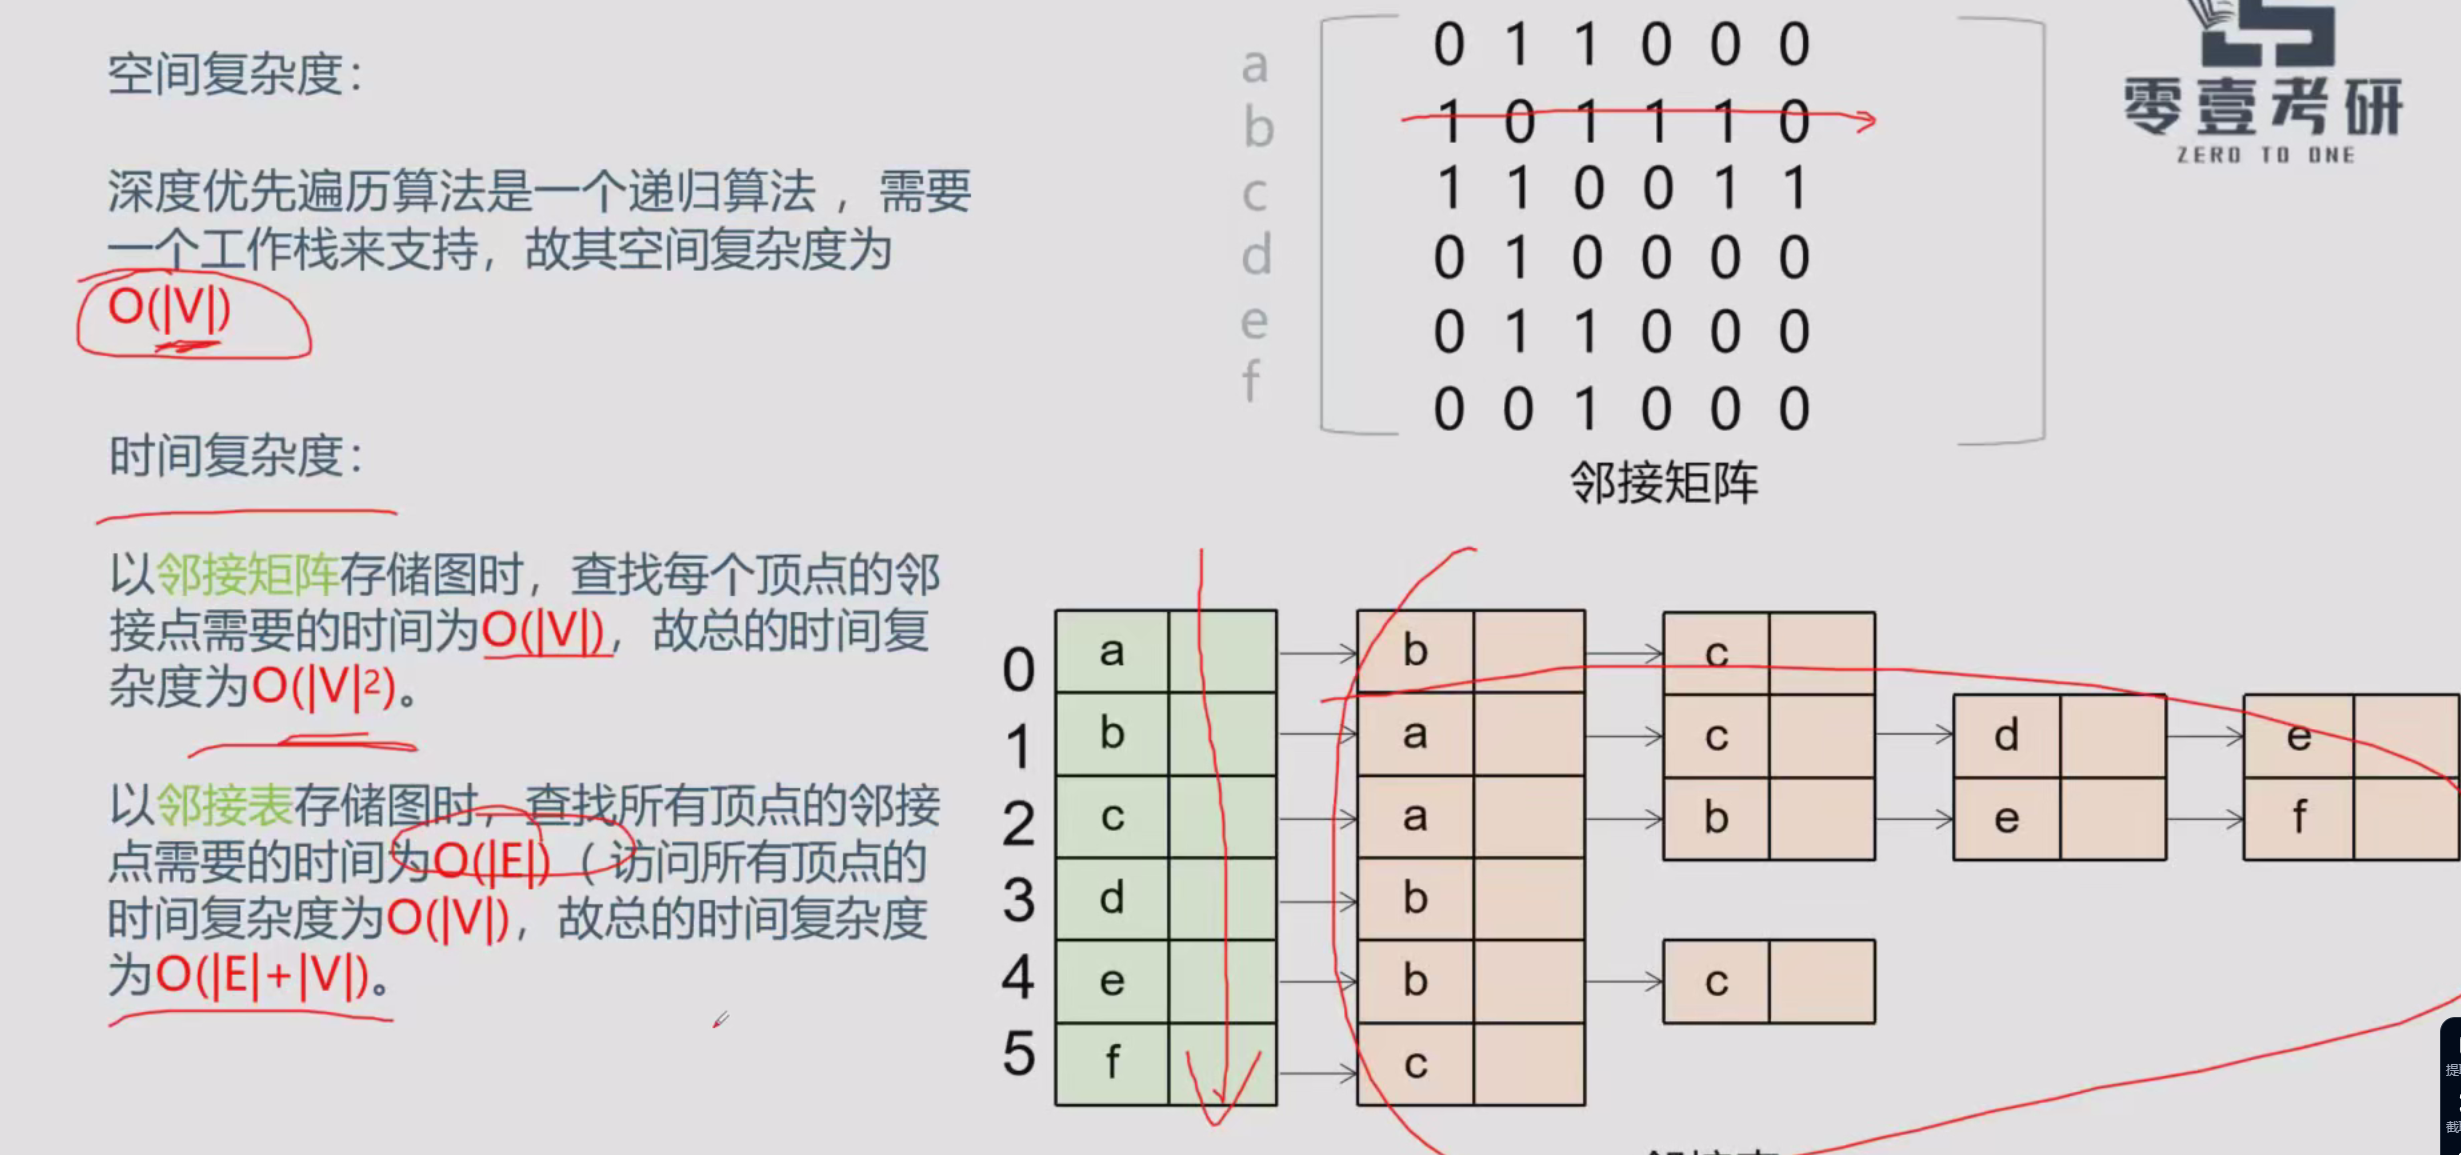 空间复杂度：
深度优先遍历算法是一个递归算法，需要
一个工作栈来支持，故其空间复杂度为
O(|V|)
时间复杂度：
以邻接矩阵存储图时，查找每个顶点的邻
接点需要的时间为O(|V|)，故总的时间复
杂度为O(|V|²)。
以邻接表存储图时，查找所有顶点的邻接
点需要的时间为O(|E|)（访问所有顶点的
时间复杂度为O(|V|)，故总的时间复杂度
为O(|E|+|V|)。
a 0 1 1 0 0 0
b 1 0 1 1 1 0
c 1 1 0 0 1 1
d 0 1 0 0 0 0
e 0 1 1 0 0 0
f 0 0 1 0 0 0
邻接矩阵
零壹考研
ZERO TO ONE
0 a b c
1 b a c d e
2 c a b e f
3 d b
4 e b c
5 f c